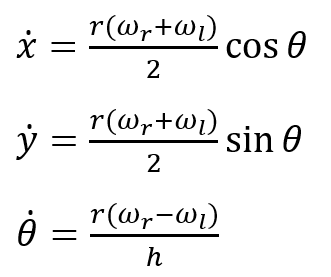 ẋ = r(ω_r+ω_l)/2 cos θ
ẏ = r(ω_r+ω_l)/2 sin θ
θ̇ = r(ω_r−ω_l)/h